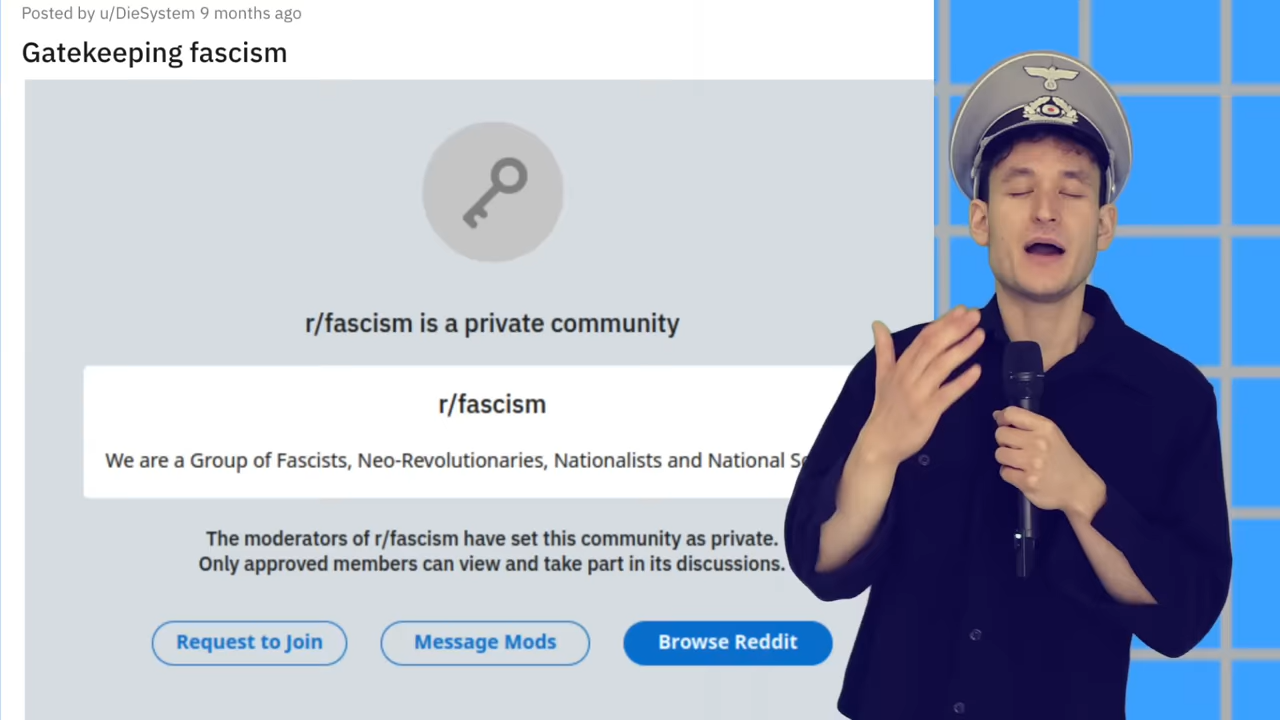 Posted by u/DieSystem 9 months ago
Gatekeeping fascism
r/fascism is a private community
r/fascism
We are a Group of Fascists, Neo-Revolutionaries, Nationalists and National
The moderators of r/fascism have set this community as private.
Only approved members can view and take part in its discussions.
Request to Join
Message Mods
Browse Reddit